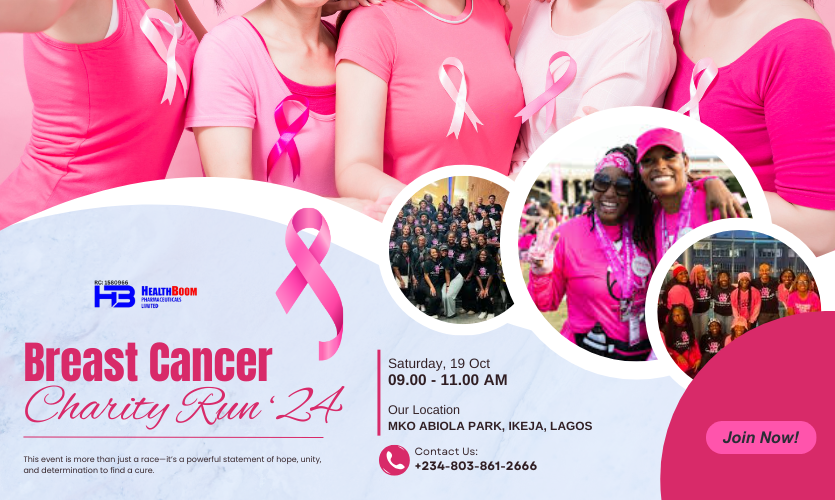 RC: 1580966
HB HEALTHBOOM
PHARMACEUTICALS
LIMITED
Breast Cancer
Charity Run '24
This event is more than just a race—it's a powerful statement of hope, unity,
and determination to find a cure.
Saturday, 19 Oct
09.00 - 11.00 AM
Our Location
MKO ABIOLA PARK, IKEJA, LAGOS
Contact Us:
+234-803-861-2666
Join Now!